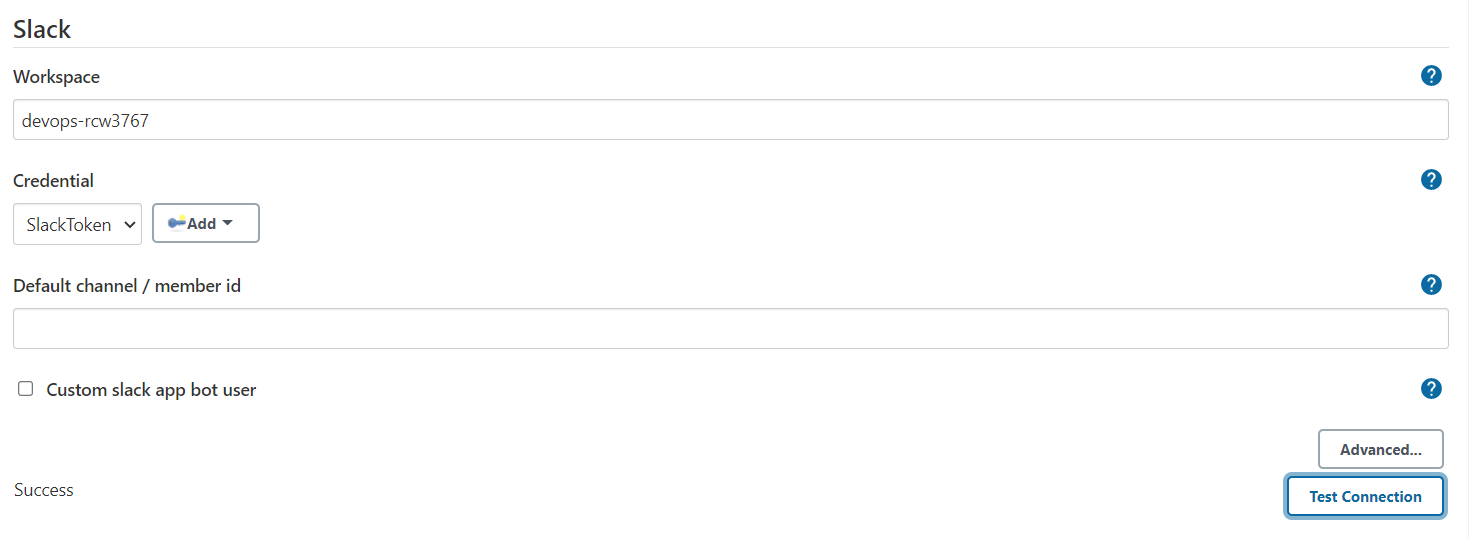 Slack
Workspace
devops-rcw3767
Credential
SlackToken Add
Default channel / member id
Custom slack app bot user
Advanced...
Success Test Connection